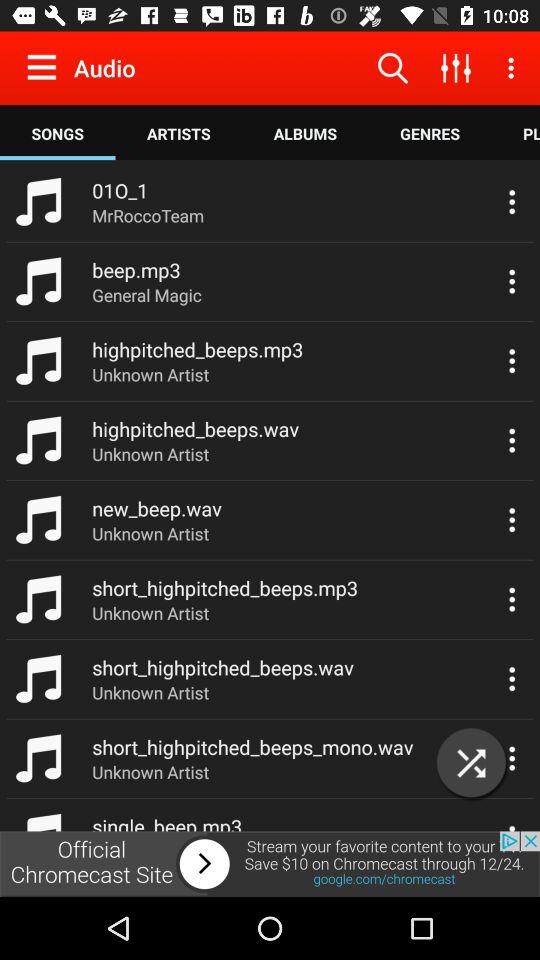 10:08
Audio
SONGS ARTISTS ALBUMS GENRES PL
01O_1
MrRoccoTeam
beep.mp3
General Magic
highpitched_beeps.mp3
Unknown Artist
highpitched_beeps.wav
Unknown Artist
new_beep.wav
Unknown Artist
short_highpitched_beeps.mp3
Unknown Artist
short_highpitched_beeps.wav
Unknown Artist
short_highpitched_beeps_mono.wav
Unknown Artist
single_beep.mp3
Official
Chromecast Site
Stream your favorite content to your
Save $10 on Chromecast through 12/24.
google.com/chromecast